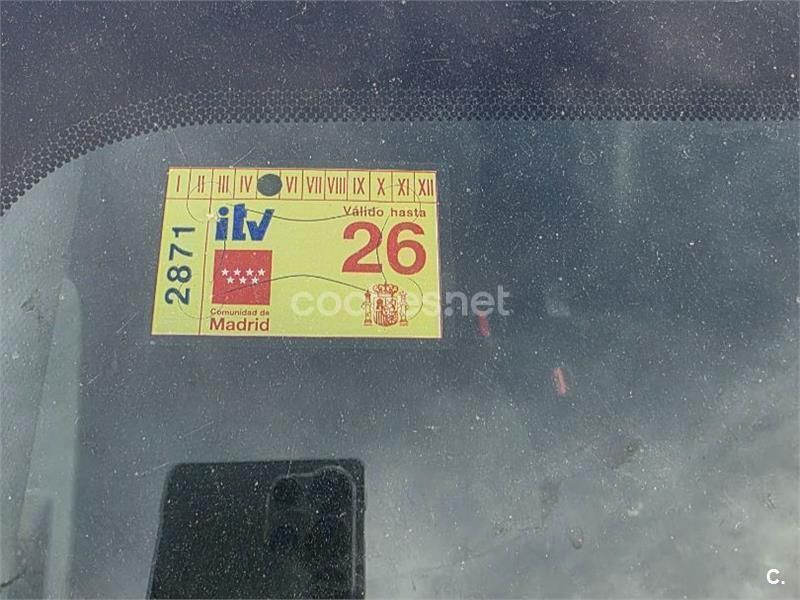 I II III IV VI VII VIII IX X XI XII
itv
Válido hasta
26
2871
Comunidad de
Madrid
coches.net
C.